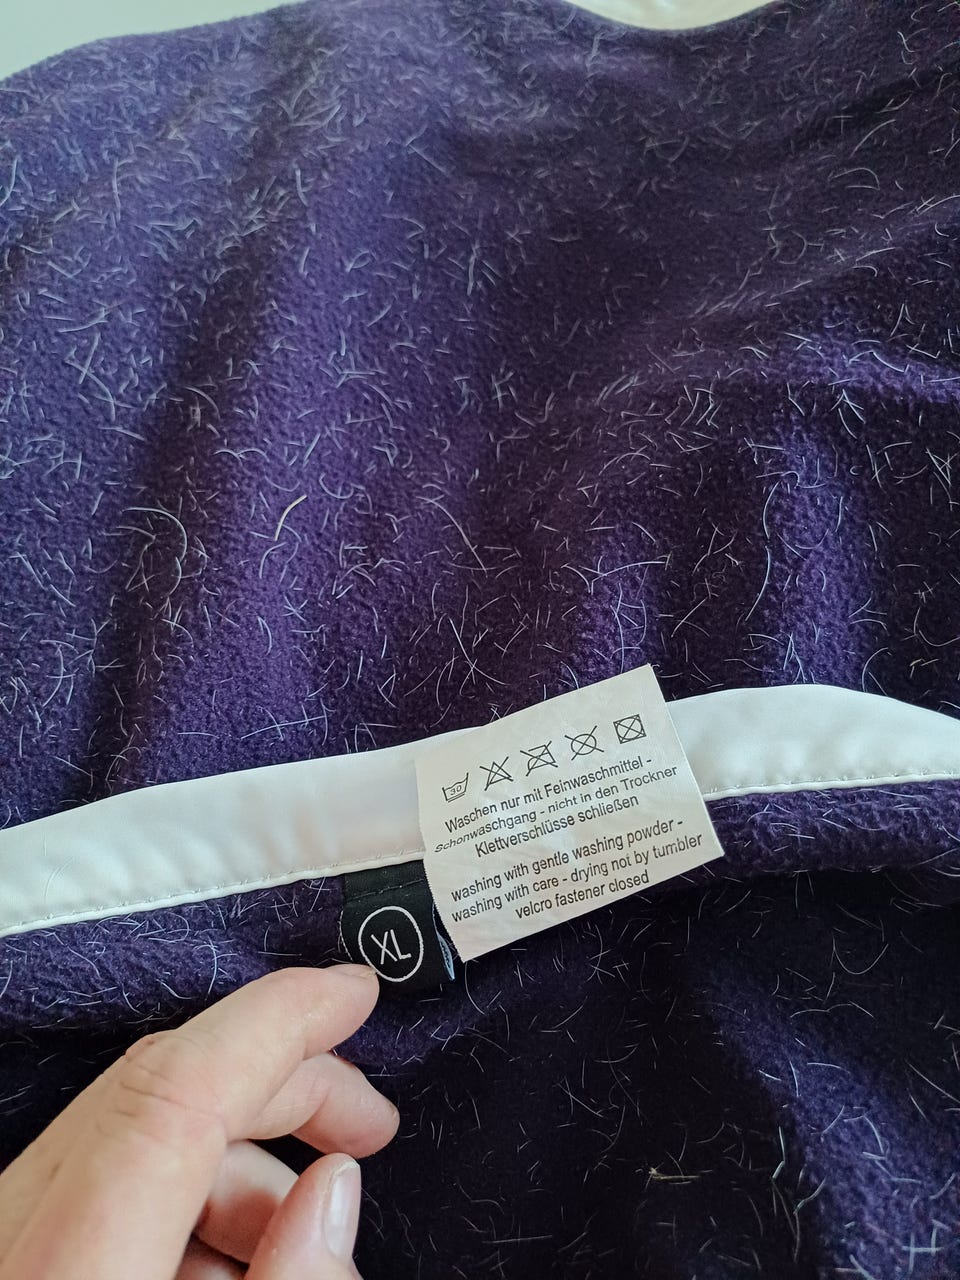 30
Waschen nur mit Feinwaschmittel -
Schonwaschgang - nicht in den Trockner
Klettverschlüsse schließen
washing with gentle washing powder -
washing with care - drying not by tumbler
velcro fastener closed
XL